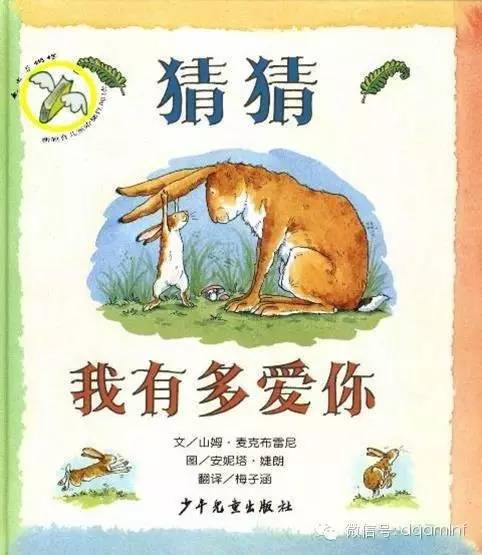 猜猜
我有多爱你
文╱山姆·麦克布雷尼
图╱安妮塔·婕朗
翻译╱梅子涵
少年儿童出版社
微信号: dqdmlnf